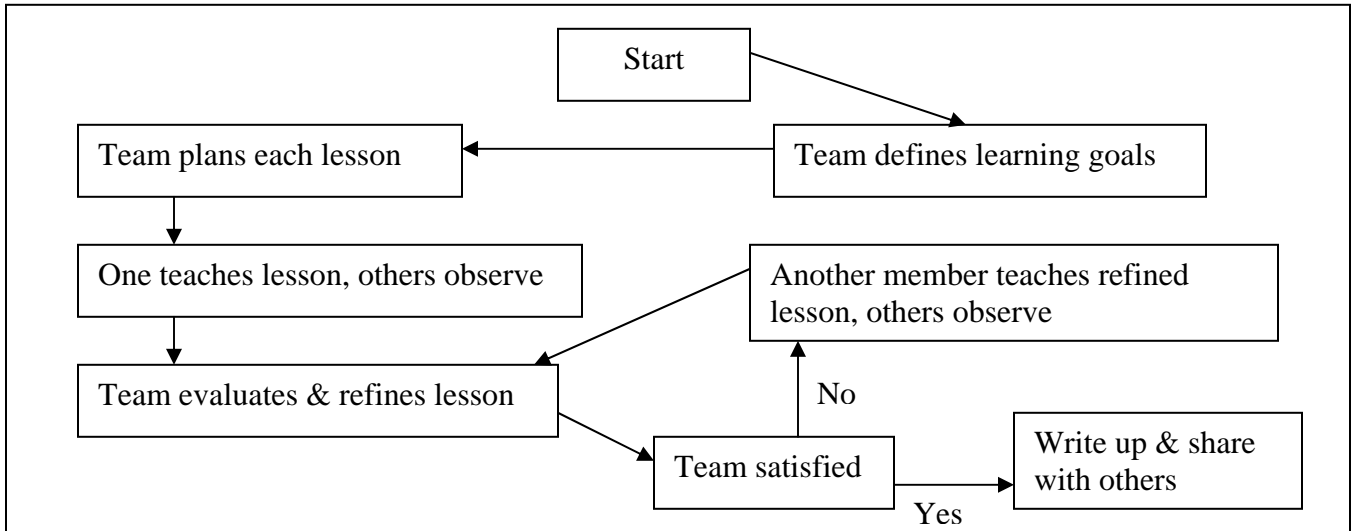 Start
Team defines learning goals
Team plans each lesson
One teaches lesson, others observe
Another member teaches refined
lesson, others observe
Team evaluates & refines lesson
Team satisfied
No
Yes
Write up & share
with others